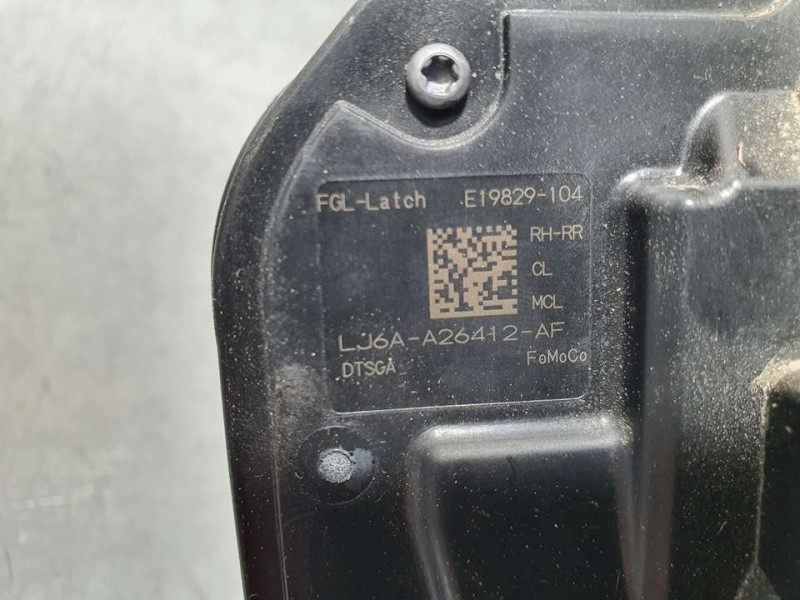 FGL-Latch E19829-104
RH-RR
CL
MCL
LJ6A-A26412-AF
DTSGA FoMoCo